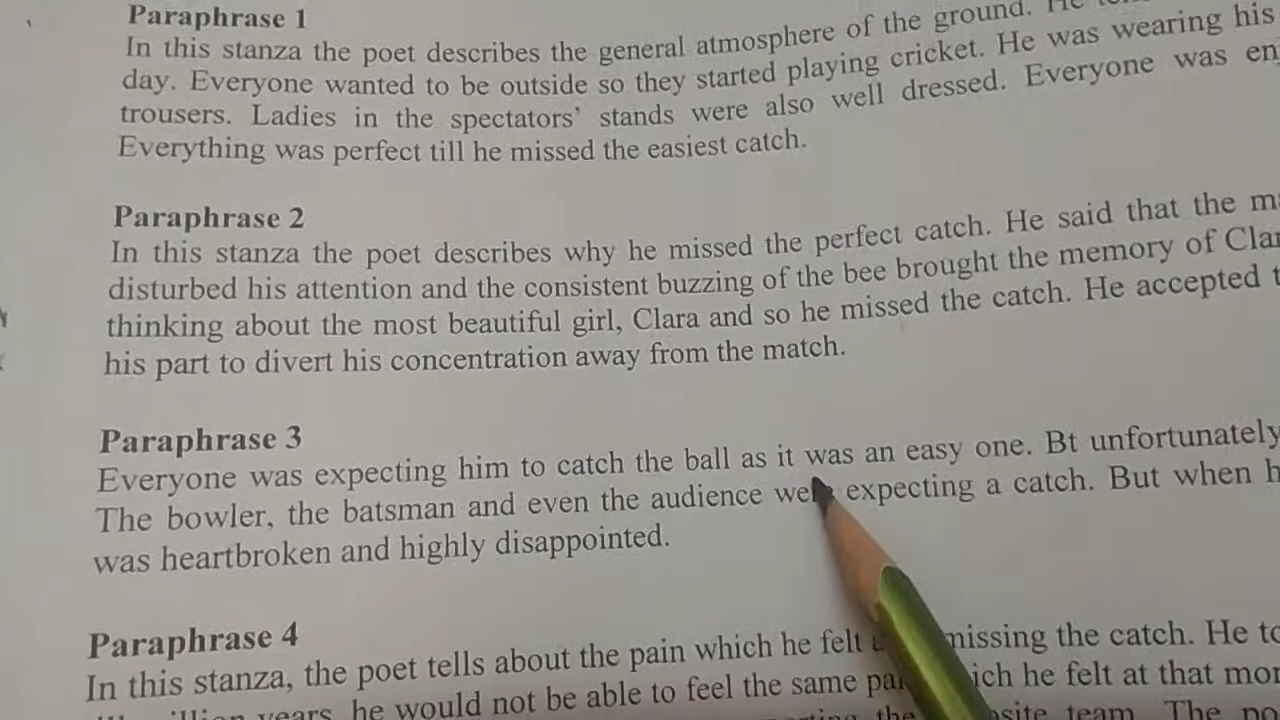 Paraphrase 1
In this stanza the poet describes the general atmosphere of the ground. He
day. Everyone wanted to be outside so they started playing cricket. He was wearing his
trousers. Ladies in the spectators' stands were also well dressed. Everyone was
Everything was perfect till he missed the easiest catch.
Paraphrase 2
In this stanza the poet describes why he missed the perfect catch. He said that the
disturbed his attention and the consistent buzzing of the bee brought the memory of
thinking about the most beautiful girl, Clara and so he missed the catch. He accepted
his part to divert his concentration away from the match.
Paraphrase 3
Everyone was expecting him to catch the ball as it was an easy one. Bt unfortunately
The bowler, the batsman and even the audience were expecting a catch. But when
was heartbroken and highly disappointed.
Paraphrase 4
In this stanza, the poet tells about the pain which he felt missing the catch. He
years, he would not be able to feel the same he felt at that
the team. The